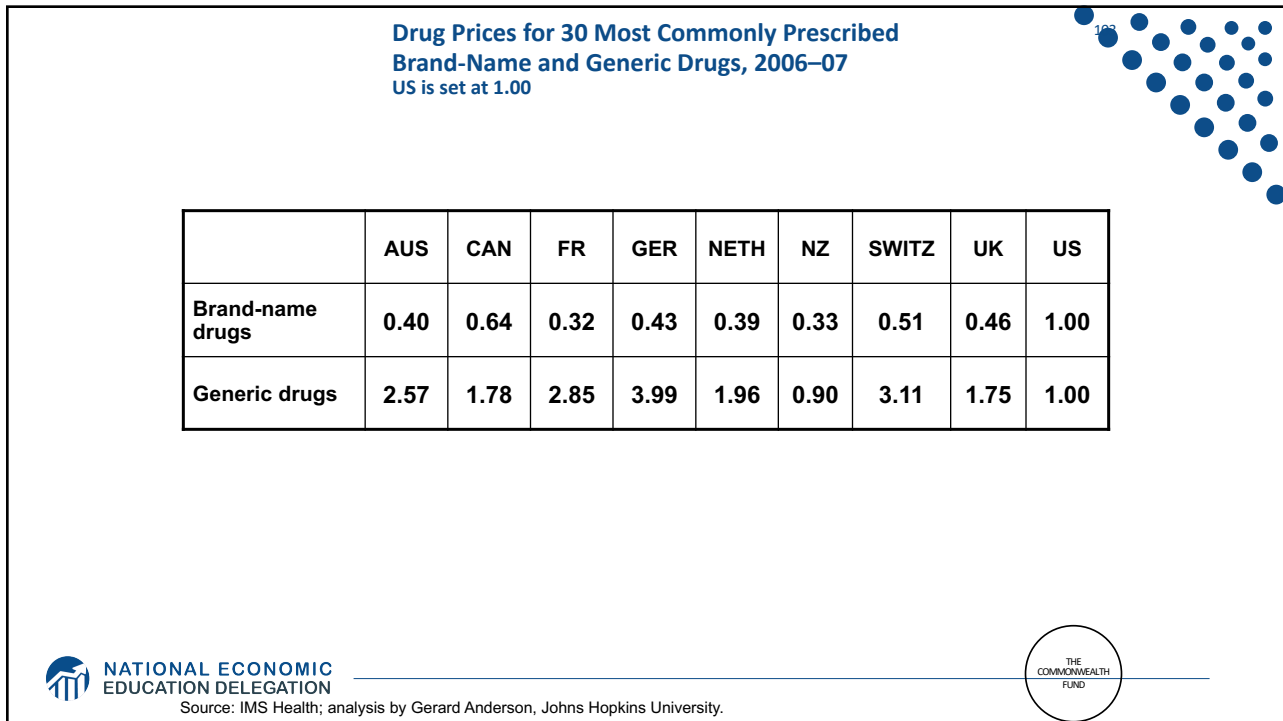 Drug Prices for 30 Most Commonly Prescribed
Brand-Name and Generic Drugs, 2006–07
US is set at 1.00
AUS CAN FR GER NETH NZ SWITZ UK US
Brand-name
drugs 0.40 0.64 0.32 0.43 0.39 0.33 0.51 0.46 1.00
Generic drugs 2.57 1.78 2.85 3.99 1.96 0.90 3.11 1.75 1.00
NATIONAL ECONOMIC
EDUCATION DELEGATION
THE
COMMONWEALTH
FUND
Source: IMS Health; analysis by Gerard Anderson, Johns Hopkins University.